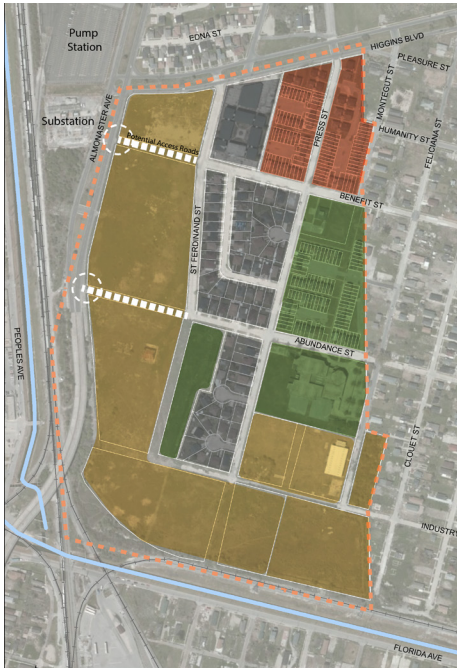 Pump
Station
EDNA ST
HIGGINS BLVD
PLEASURE ST
MONTEGUT ST
FELICIANA ST
Substation
ALMONASTER AVE
Potential Access Roads
PRESS ST
HUMANITY ST
BENEFIT ST
ST FERDINAND ST
PEOPLES AVE
ABUNDANCE ST
CLOUET ST
INDUSTRY
FLORIDA AVE